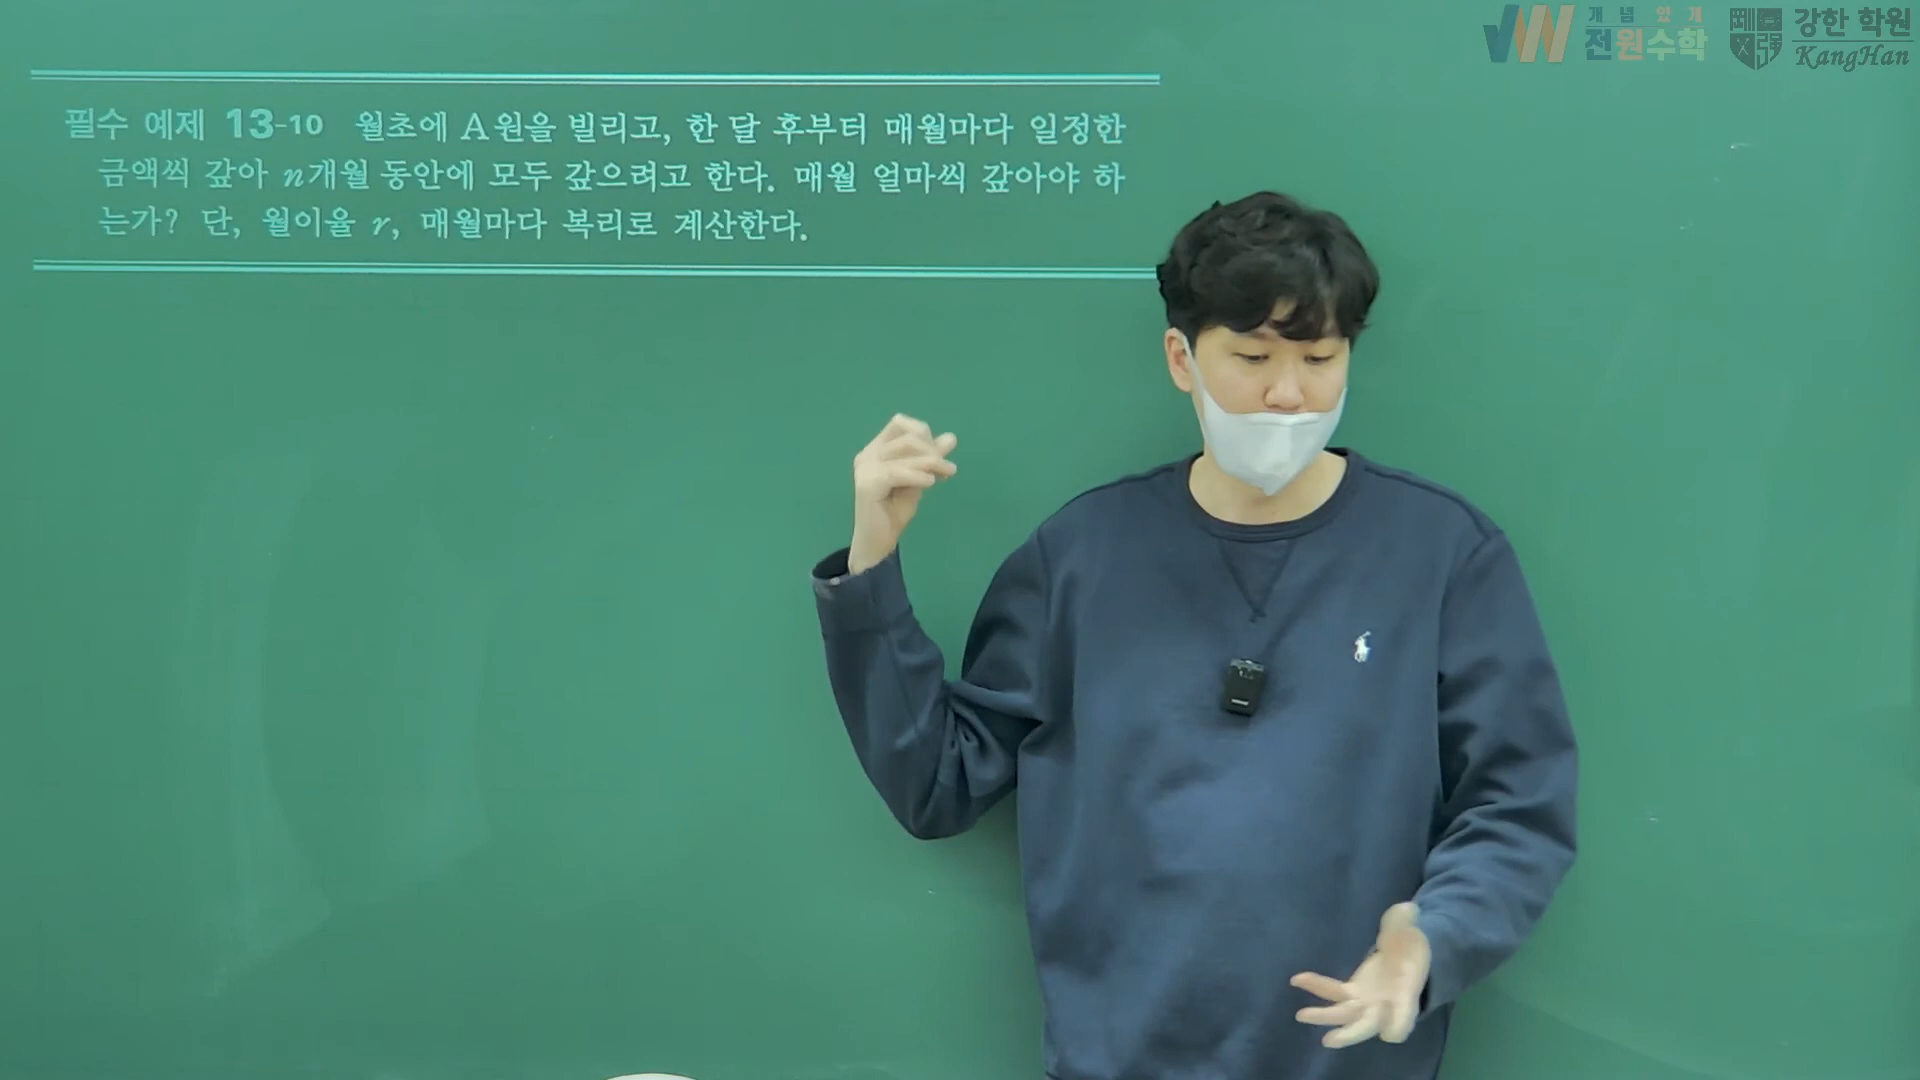 개념있게
전원수학
강한 학원
KangHan
필수 예제 13-10 월초에 A원을 빌리고, 한 달 후부터 매월마다 일정한
금액씩 갚아 n개월 동안에 모두 갚으려고 한다. 매월 얼마씩 갚아야 하
는가? 단, 월이율 r, 매월마다 복리로 계산한다.